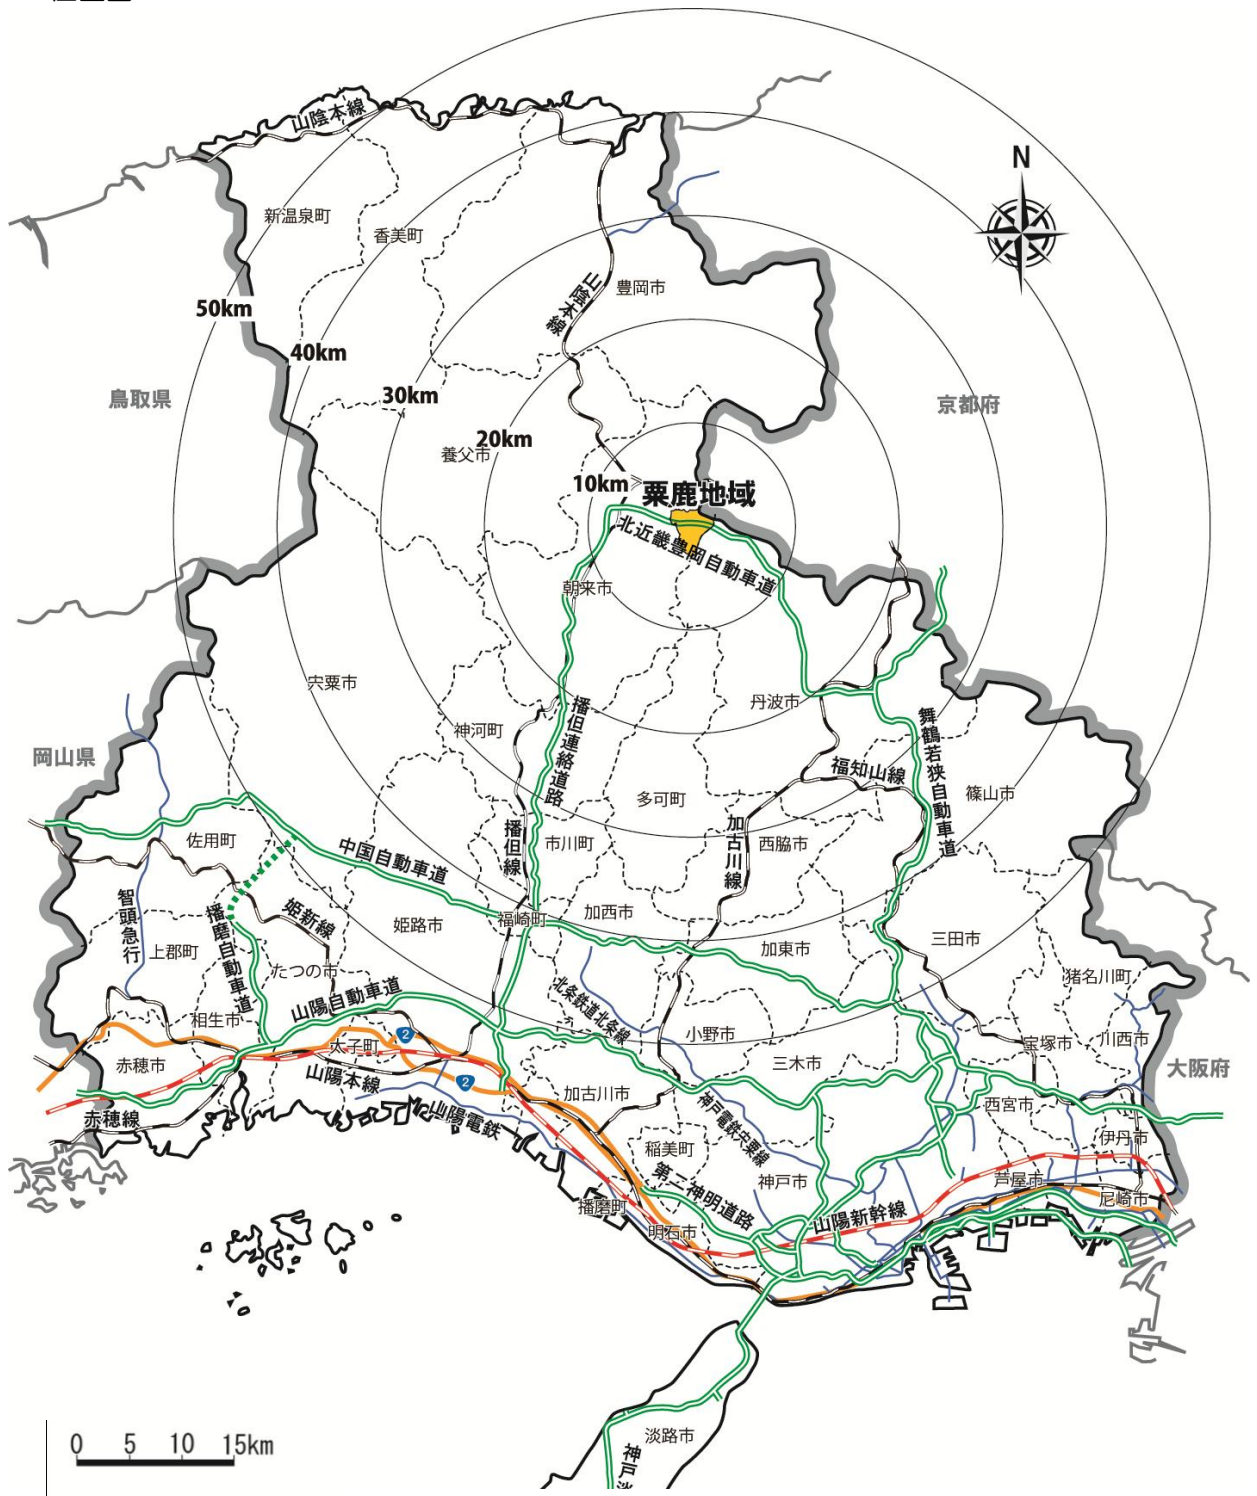 山陰本線
N
新温泉町
香美町
豊岡市
山陰本線
50km
40km
30km
20km
10km
鳥取県
京都府
養父市
粟鹿地域
北近畿豊岡自動車道
朝来市
宍粟市
丹波市
神河町
播但連絡道路
舞鶴若狭自動車道
岡山県
福知山線
篠山市
多可町
佐用町
中国自動車道
播但線
市川町
加古川線
西脇市
智頭急行
播磨自動車道
姫新線
姫路市
福崎町
加西市
加東市
三田市
上郡町
たつの市
猪名川町
山陽自動車道
北条鉄道北条線
相生市
2
小野市
太子町
宝塚市
川西市
赤穂市
三木市
大阪府
山陽本線
2
加古川市
西宮市
赤穂線
山陽電鉄
神戸電鉄宍粟線
伊丹市
稲美町
第二神明道路
神戸市
芦屋市
尼崎市
播磨町
明石市
山陽新幹線
淡路市
神戸淡
0 5 10 15km